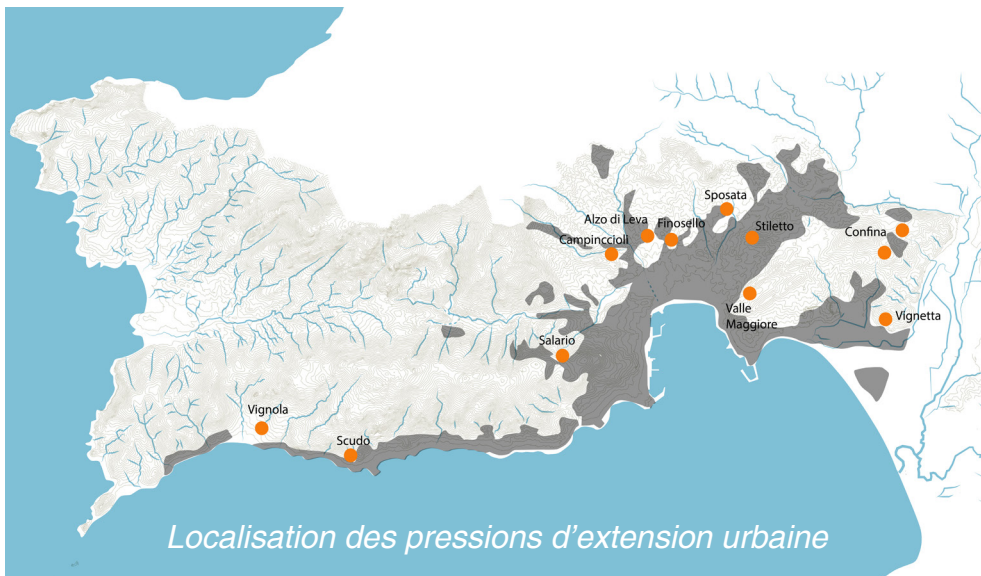 Sposata
Alzo di Leva
Finosello
Stiletto
Confina
Campinccioli
Valle
Maggiore
Vignetta
Salario
Vignola
Scudo
Localisation des pressions d'extension urbaine